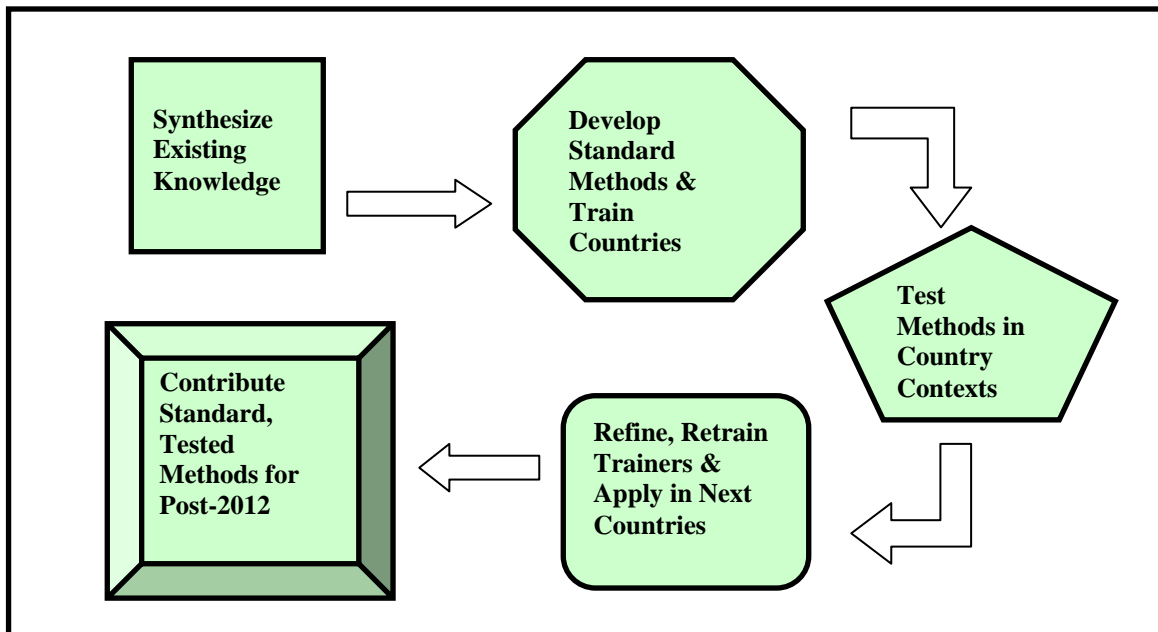 Synthesize
Existing
Knowledge
Develop
Standard
Methods &
Train
Countries
Test
Methods in
Country
Contexts
Refine, Retrain
Trainers &
Apply in Next
Countries
Contribute
Standard,
Tested
Methods for
Post-2012